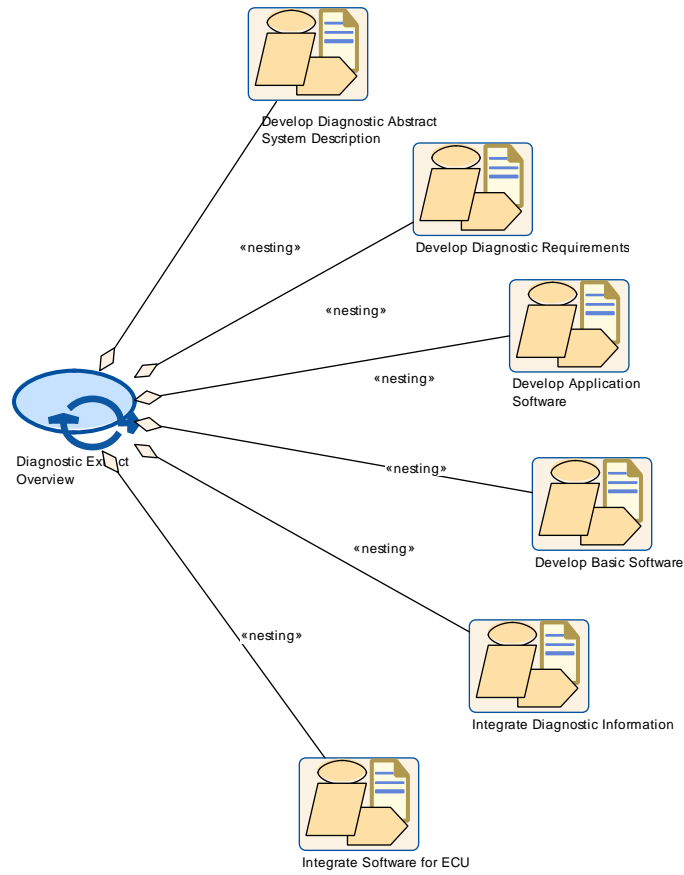 Develop Diagnostic Abstract
System Description
«nesting»
Develop Diagnostic Requirements
«nesting»
«nesting»
Develop Application
Software
Diagnostic Extract
Overview
«nesting»
Develop Basic Software
«nesting»
«nesting»
Integrate Diagnostic Information
Integrate Software for ECU